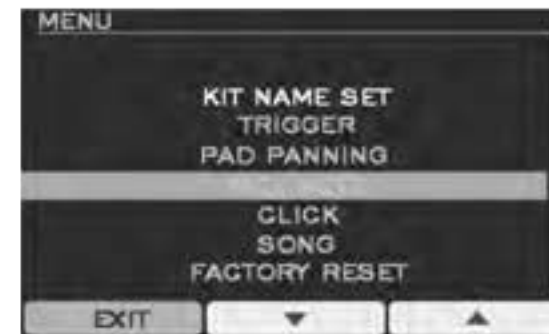 MENU
KIT NAME SET
TRIGGER
PAD PANNING
CLICK
SONG
FACTORY RESET
EXIT